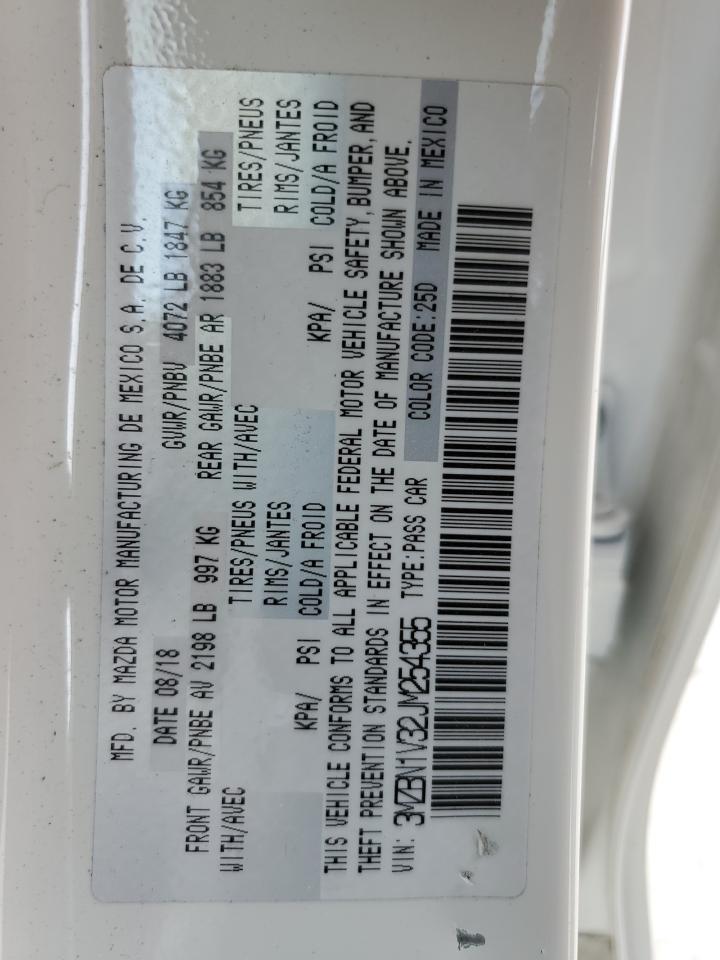 MFD. BY MAZDA MOTOR MANUFACTURING DE MEXICO S.A. DE C.V.
DATE 08/18 GVWR/PNBV 4072 LB 1847 KG
FRONT GAWR/PNBE AV 2198 LB 997 KG REAR GAWR/PNBE AR 1883 LB 854 KG
WITH/AVEC TIRES/PNEUS WITH/AVEC TIRES/PNEUS
RIMS/JANTES RIMS/JANTES
KPA/ PSI COLD/A FROID KPA/ PSI COLD/A FROID
THIS VEHICLE CONFORMS TO ALL APPLICABLE FEDERAL MOTOR VEHICLE SAFETY, BUMPER, AND
THEFT PREVENTION STANDARDS IN EFFECT ON THE DATE OF MANUFACTURE SHOWN ABOVE.
VIN: 3MZBN1V32JM254355 TYPE:PASS CAR COLOR CODE:25D MADE IN MEXICO